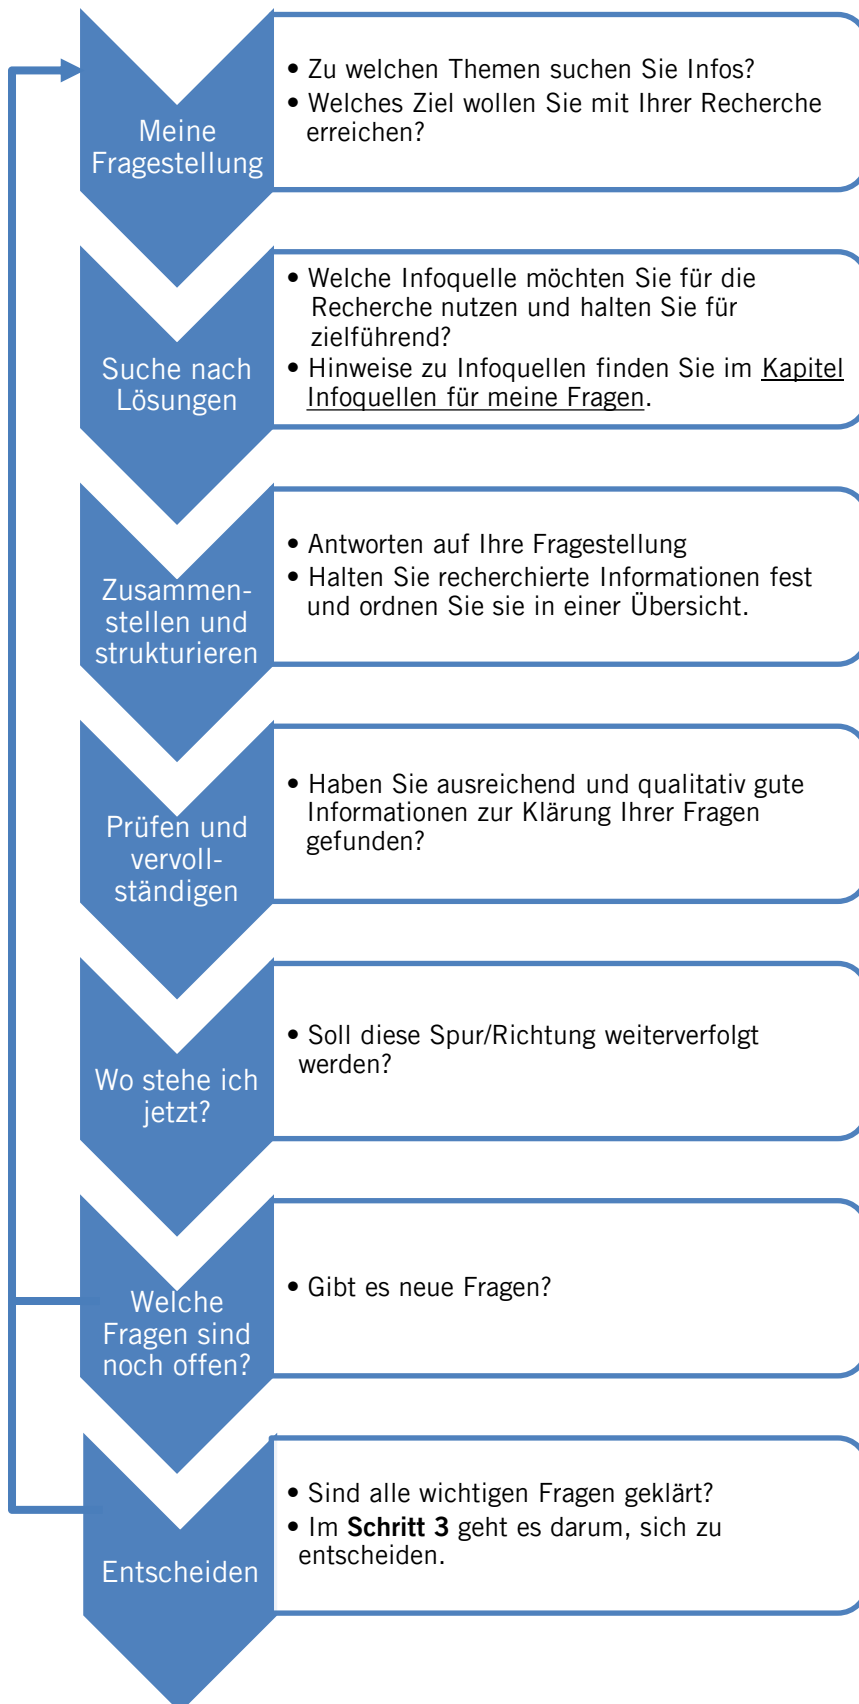 Meine
Fragestellung
• Zu welchen Themen suchen Sie Infos?
• Welches Ziel wollen Sie mit Ihrer Recherche
erreichen?
Suche nach
Lösungen
• Welche Infoquelle möchten Sie für die
Recherche nutzen und halten Sie für
zielführend?
• Hinweise zu Infoquellen finden Sie im Kapitel
Infoquellen für meine Fragen.
Zusammen-
stellen und
strukturieren
• Antworten auf Ihre Fragestellung
• Halten Sie recherchierte Informationen fest
und ordnen Sie sie in einer Übersicht.
Prüfen und
vervoll-
ständigen
• Haben Sie ausreichend und qualitativ gute
Informationen zur Klärung Ihrer Fragen
gefunden?
Wo stehe ich
jetzt?
• Soll diese Spur/Richtung weiterverfolgt
werden?
Welche
Fragen sind
noch offen?
• Gibt es neue Fragen?
Entscheiden
• Sind alle wichtigen Fragen geklärt?
• Im Schritt 3 geht es darum, sich zu
entscheiden.